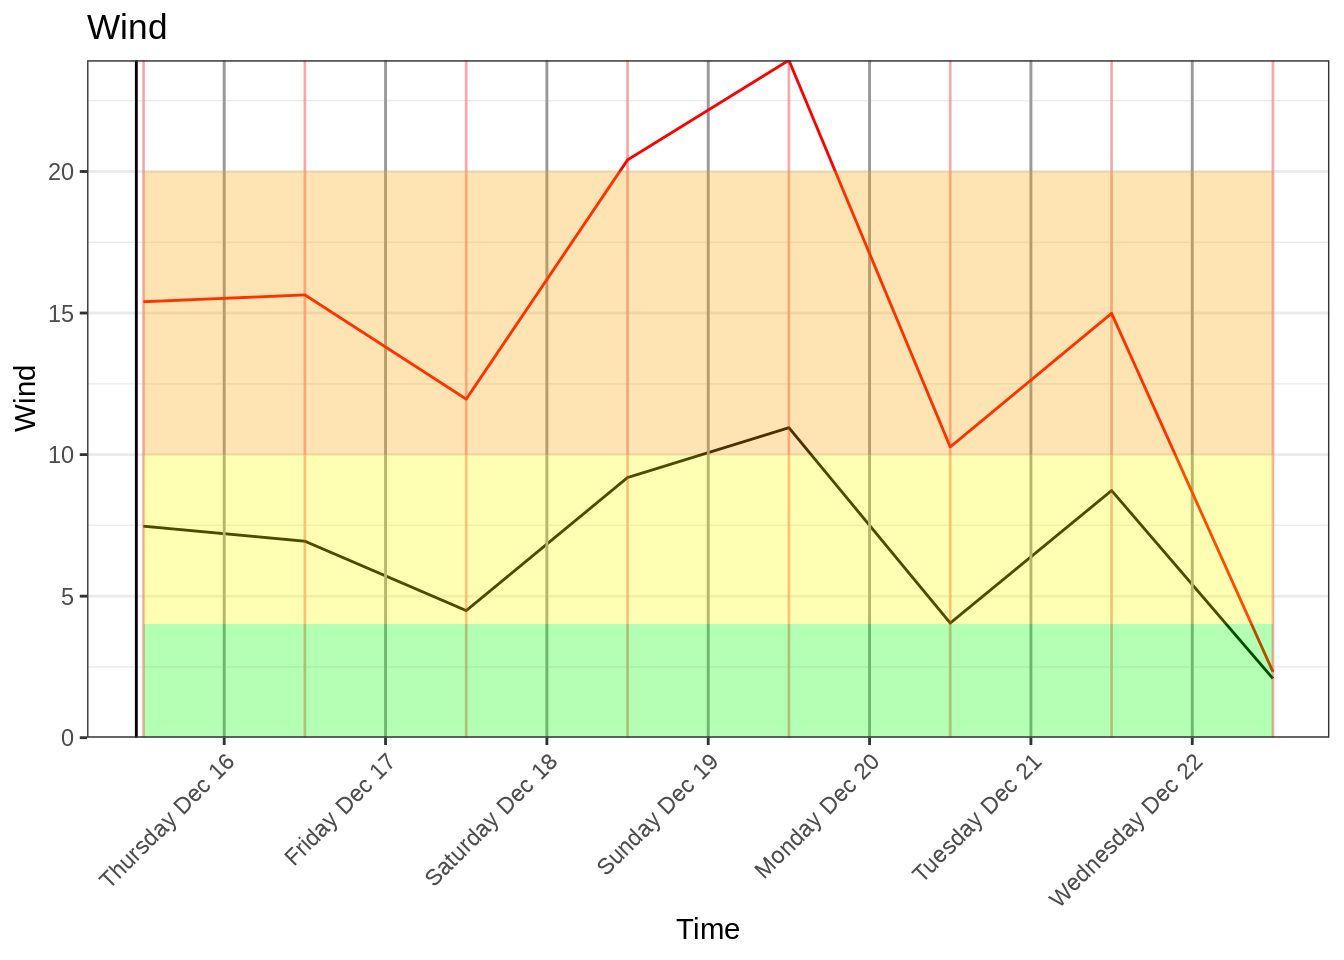 Wind
Wind
20
15
10
5
0
Thursday Dec 16
Friday Dec 17
Saturday Dec 18
Sunday Dec 19
Monday Dec 20
Tuesday Dec 21
Wednesday Dec 22
Time